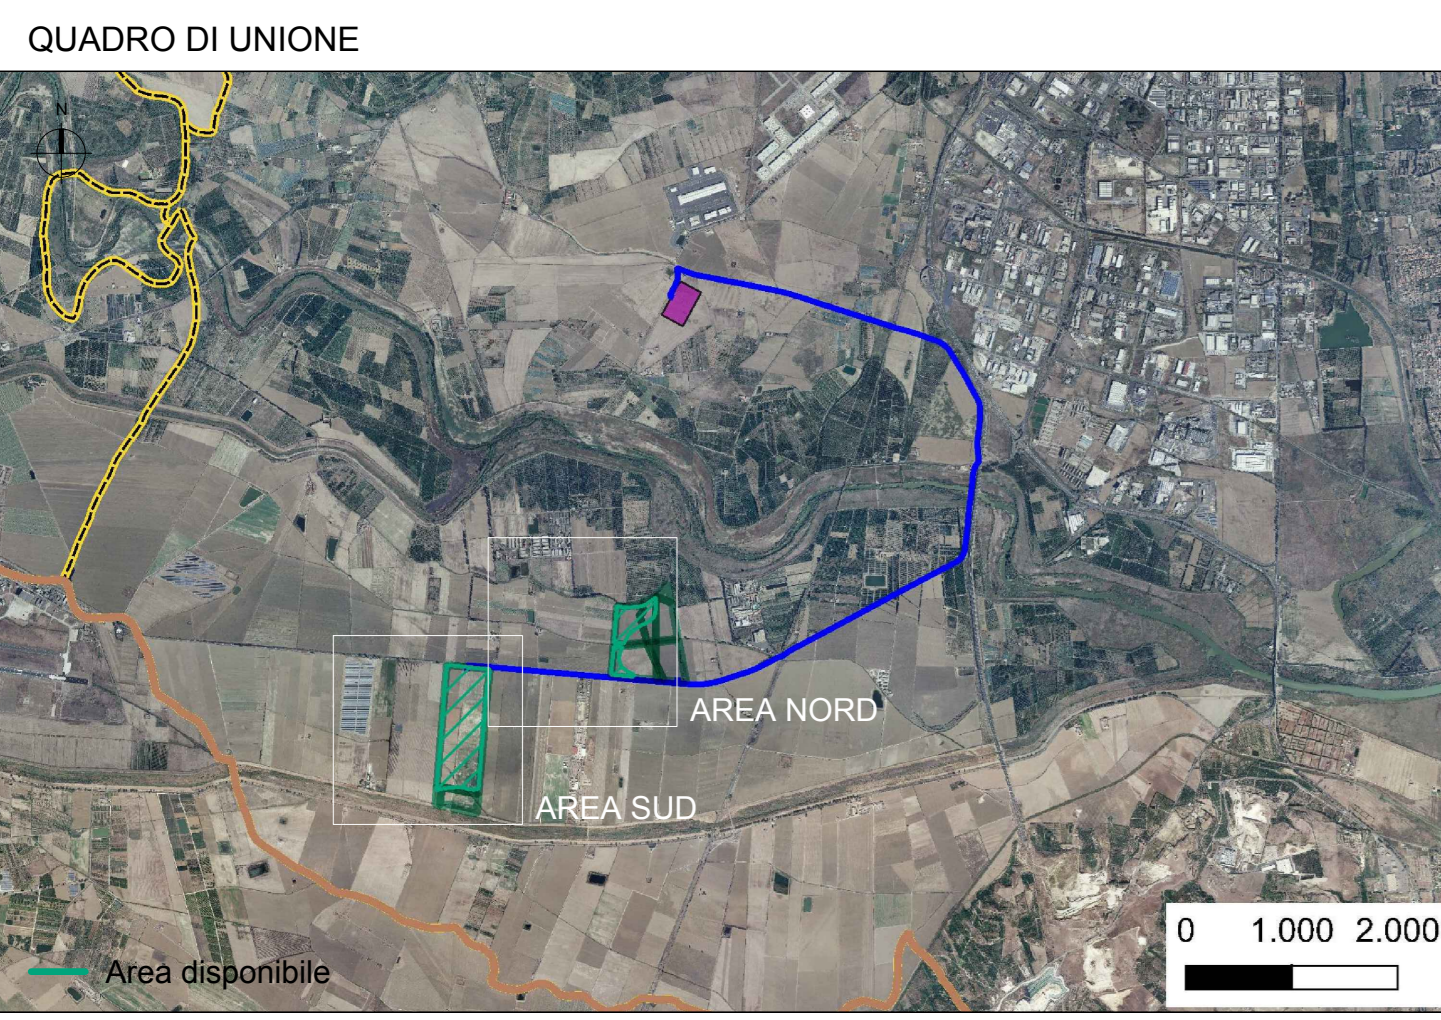 QUADRO DI UNIONE
N
AREA NORD
AREA SUD
0 1.000 2.000
Area disponibile